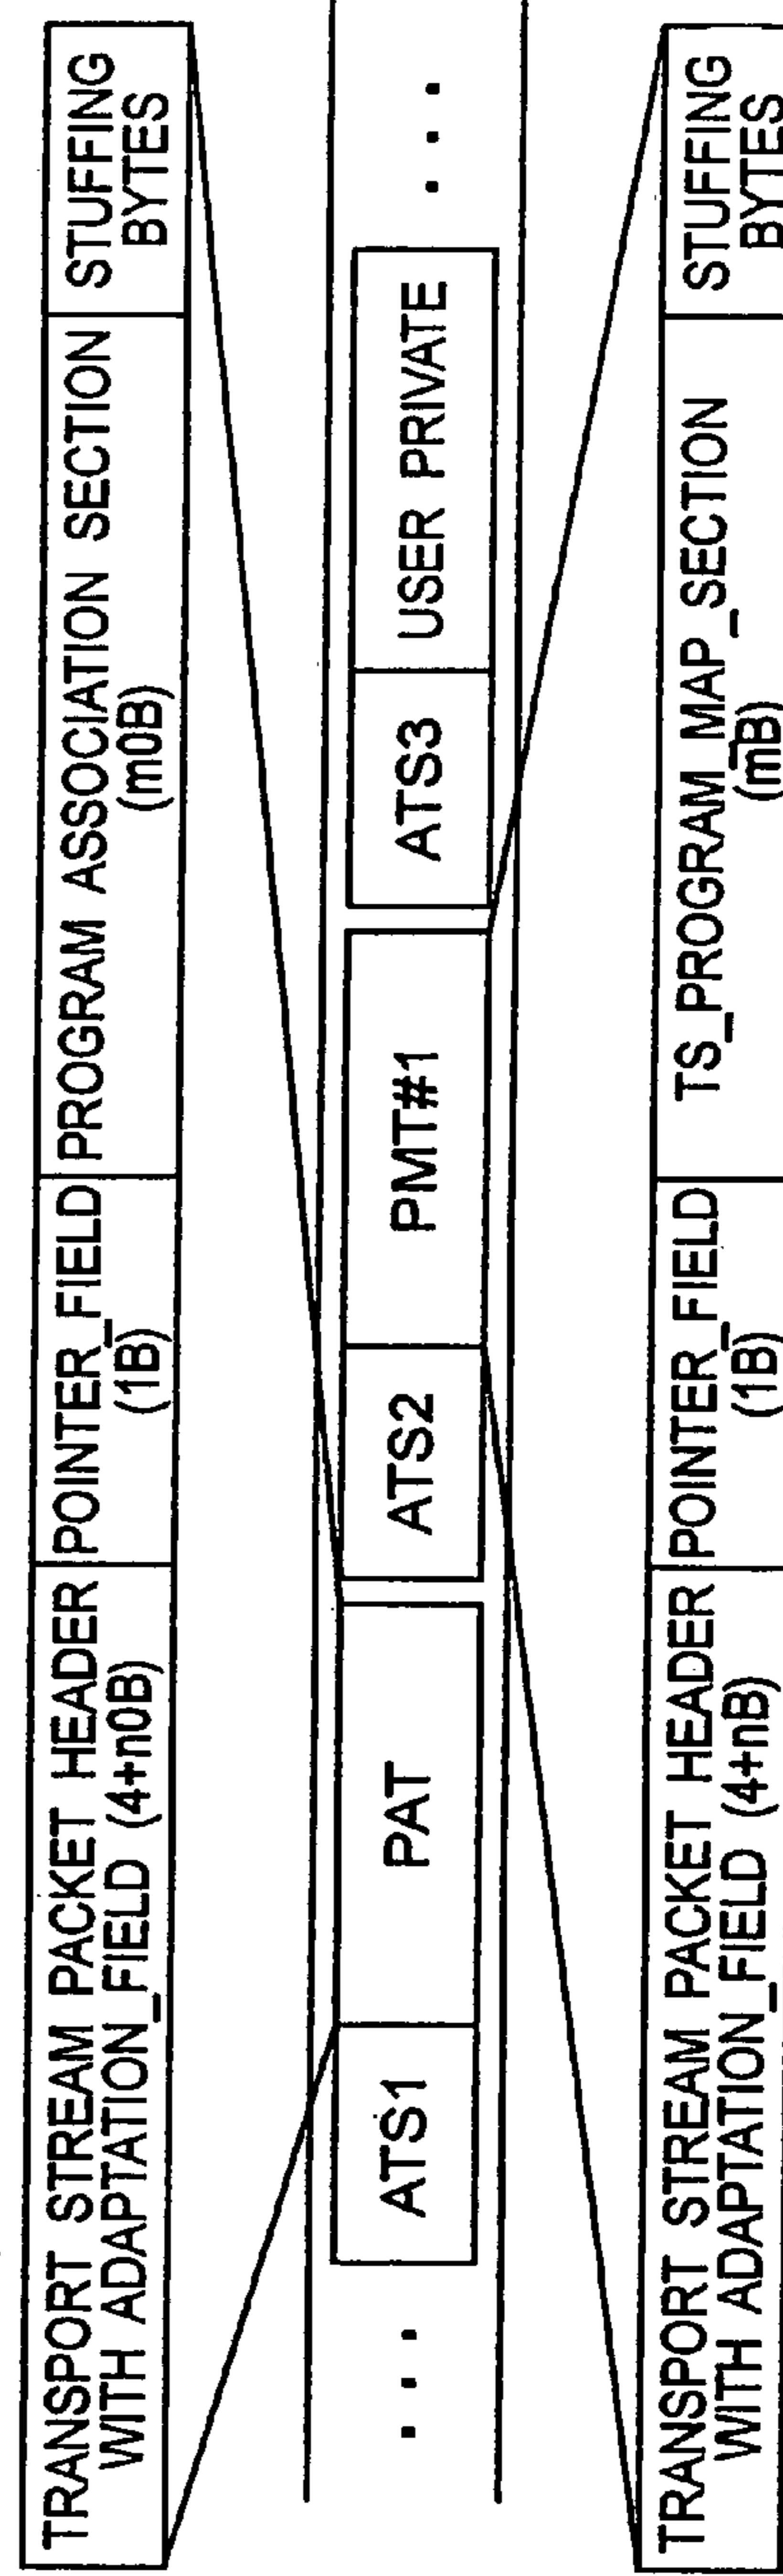 TRANSPORT STREAM PACKET HEADER
WITH ADAPTATION_FIELD (4+n0B)
POINTER_FIELD
(1B)
PROGRAM ASSOCIATION SECTION
(m0B)
STUFFING
BYTES
...
ATS1
PAT
ATS2
PMT#1
ATS3
USER PRIVATE
...
TRANSPORT STREAM PACKET HEADER
WITH ADAPTATION_FIELD (4+nB)
POINTER_FIELD
(1B)
TS_PROGRAM_MAP_SECTION
(mB)
STUFFING
BYTES